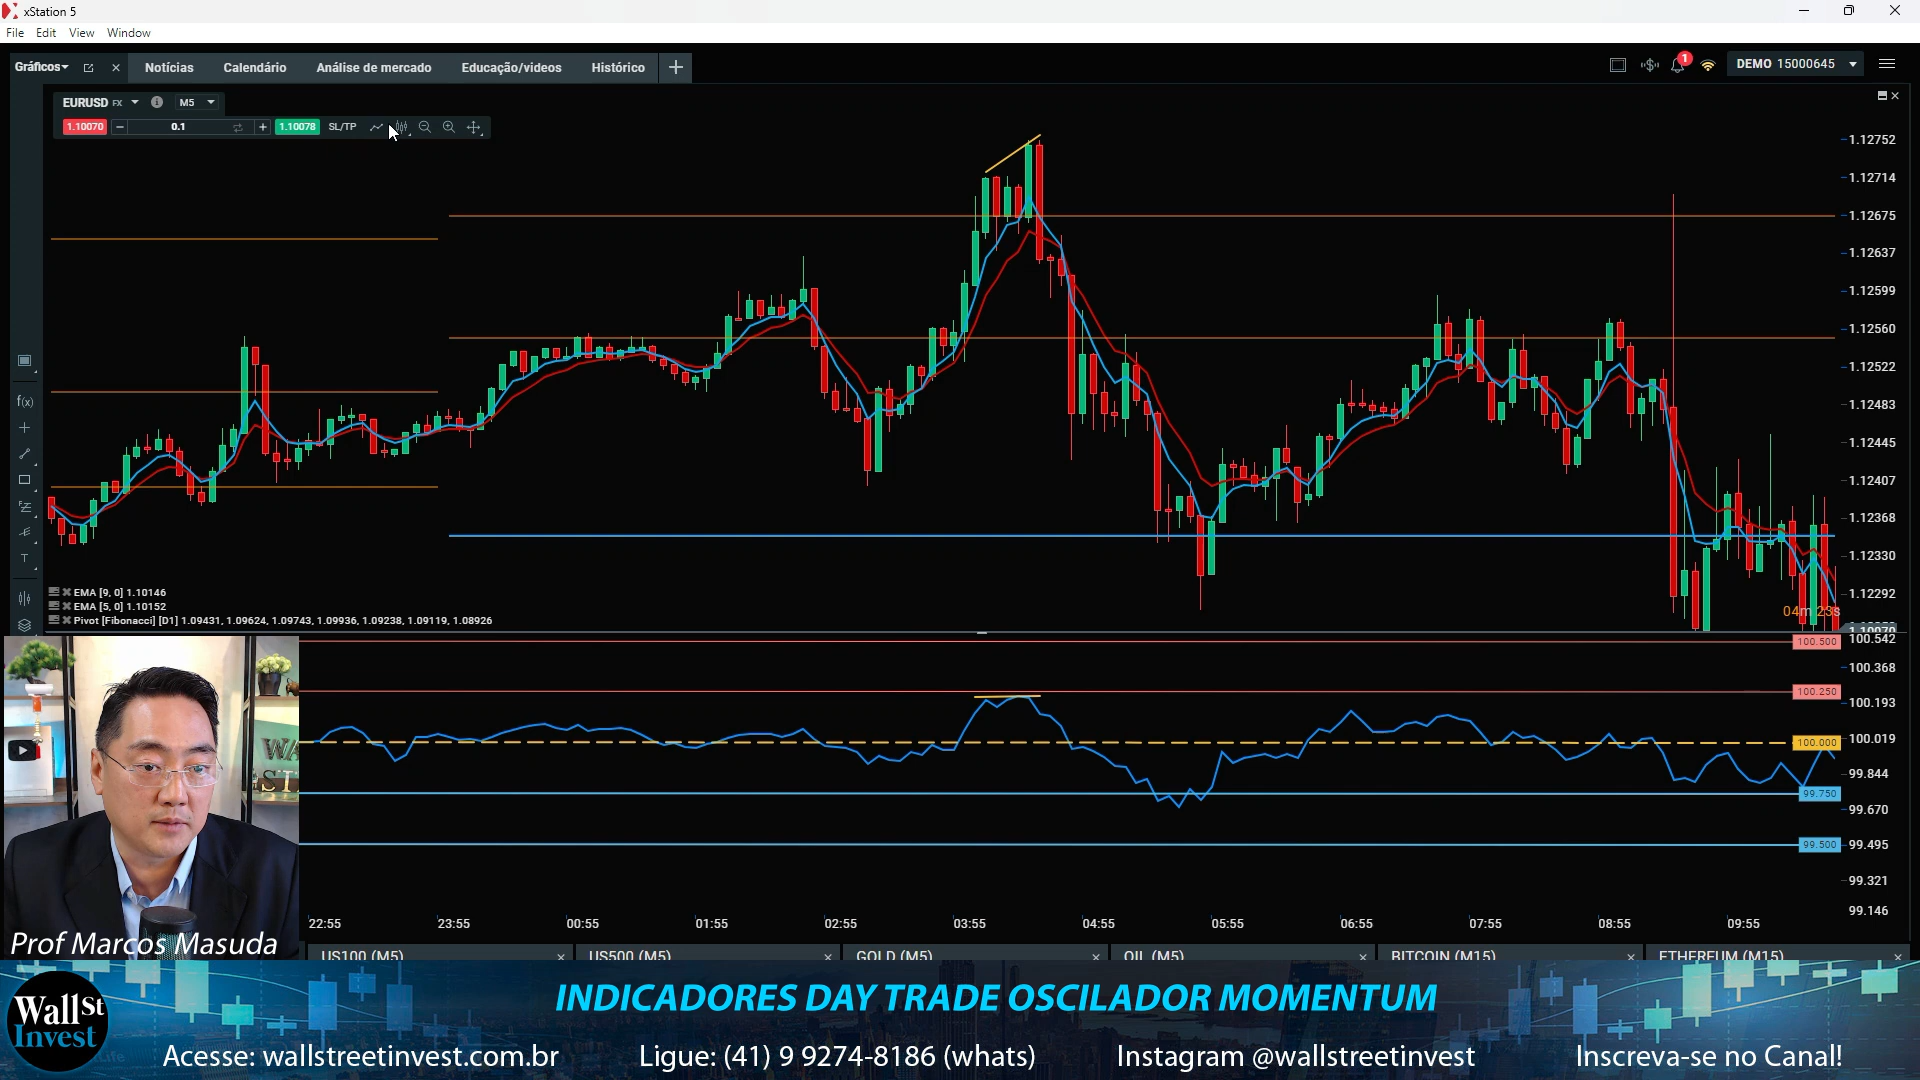 xStation 5
File Edit View Window
Gráficos Notícias Calendário Análise de mercado Educação/videos Histórico
1
DEMO 15000645
EURUSD FX M5
1.10070 0.1 1.10078 SL/TP
1.12752
1.12714
1.12675
1.12637
1.12599
1.12560
1.12522
1.12483
1.12445
1.12407
1.12368
1.12330
1.12292
f(x)
T
EMA [9, 0] 1.10146
EMA [5, 0] 1.10152
Pivot [Fibonacci] [D1] 1.09431, 1.09624, 1.09743, 1.09936, 1.09238, 1.09119, 1.08926
04m 23s
1.10070
100.542
100.500
100.368
100.250
100.193
100.000
100.019
99.844
99.750
99.670
99.500
99.495
99.321
99.146
22:55 23:55 00:55 01:55 02:55 03:55 04:55 05:55 06:55 07:55 08:55 09:55
Prof Marcos Masuda
US100 (M5) US500 (M5) GOLD (M5) OIL (M5) BITCOIN (M15) ETHEREUM (M15)
INDICADORES DAY TRADE OSCILADOR MOMENTUM
Wall St
Invest
Acesse: wallstreetinvest.com.br Ligue: (41) 9 9274-8186 (whats) Instagram @wallstreetinvest Inscreva-se no Canal!